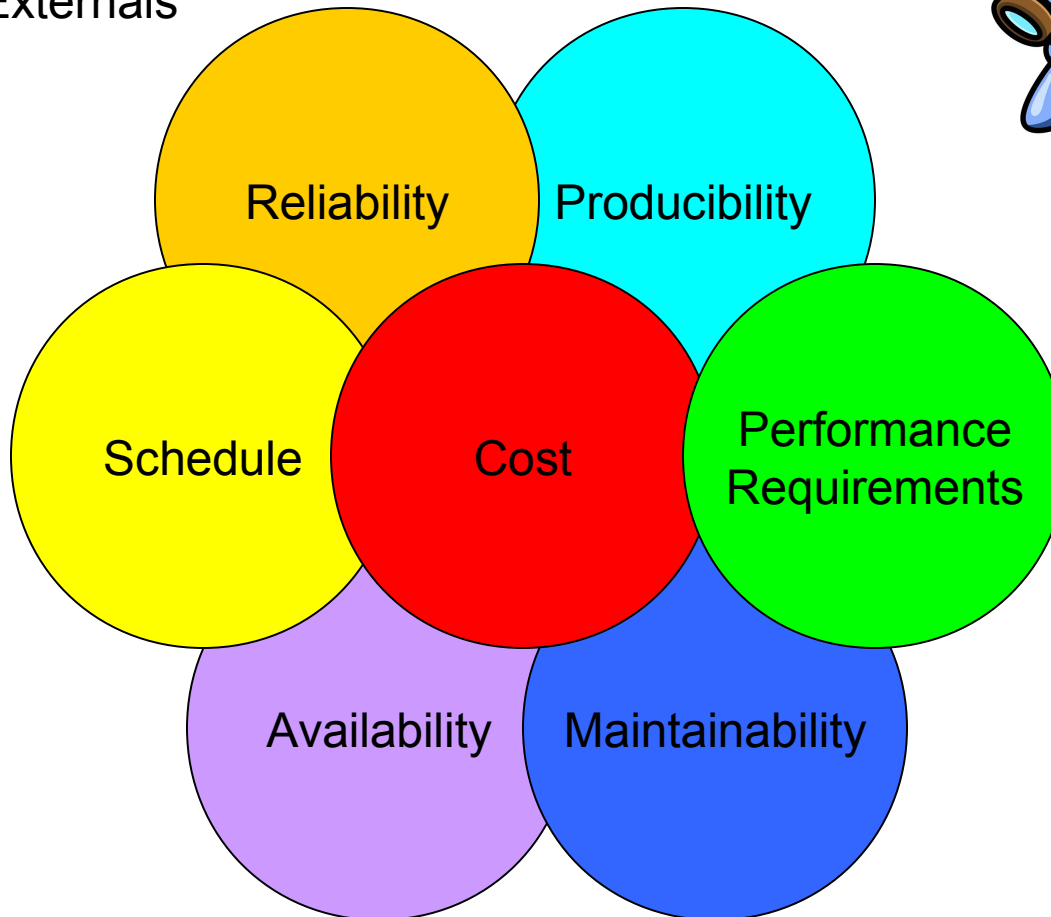 Externals
Reliability
Producibility
Schedule
Cost
Performance
Requirements
Availability
Maintainability